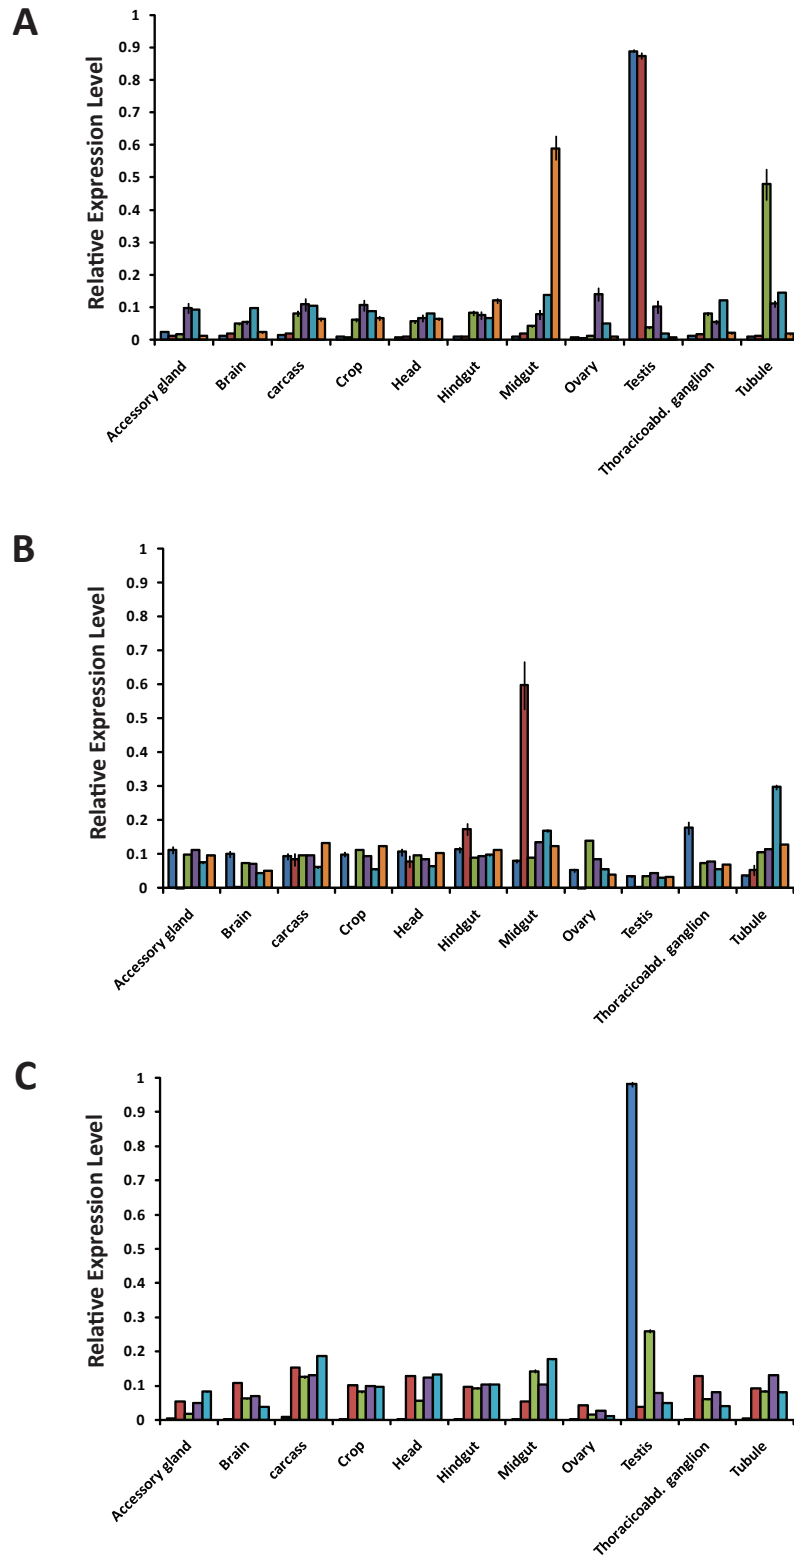 A
Relative Expression Level
1
0.9
0.8
0.7
0.6
0.5
0.4
0.3
0.2
0.1
0
Accessory gland
Brain
carcass
Crop
Head
Hindgut
Midgut
Ovary
Testis
Thoracicoabd. ganglion
Tubule
B
Relative Expression Level
1
0.9
0.8
0.7
0.6
0.5
0.4
0.3
0.2
0.1
0
Accessory gland
Brain
carcass
Crop
Head
Hindgut
Midgut
Ovary
Testis
Thoracicoabd. ganglion
Tubule
C
Relative Expression Level
1
0.9
0.8
0.7
0.6
0.5
0.4
0.3
0.2
0.1
0
Accessory gland
Brain
carcass
Crop
Head
Hindgut
Midgut
Ovary
Testis
Thoracicoabd. ganglion
Tubule